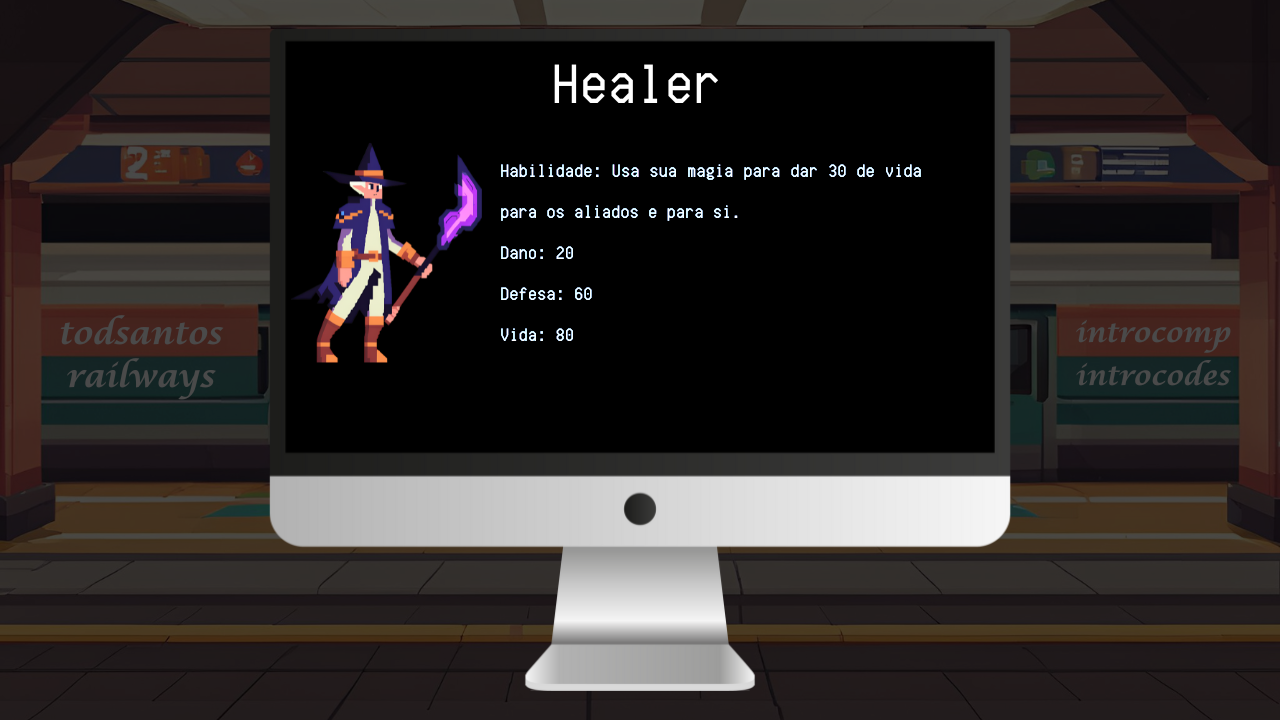 Healer
Habilidade: Usa sua magia para dar 30 de vida
para os aliados e para si.
Dano: 20
Defesa: 60
Vida: 80
2
todsantos
railways
introcomp
introcodes